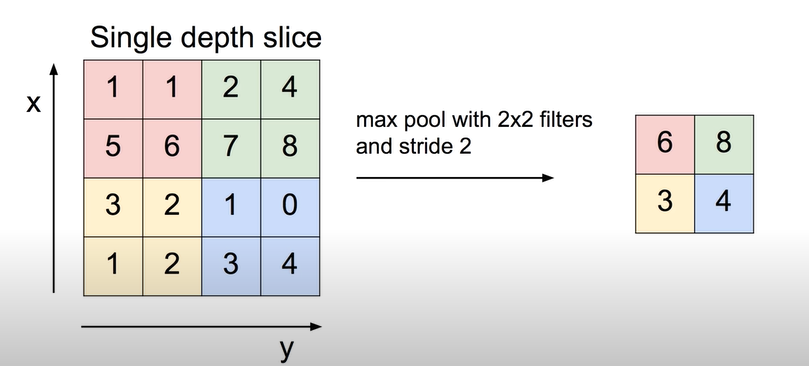 Single depth slice
x
1 1 2 4
5 6 7 8
3 2 1 0
1 2 3 4
y
max pool with 2x2 filters
and stride 2
6 8
3 4